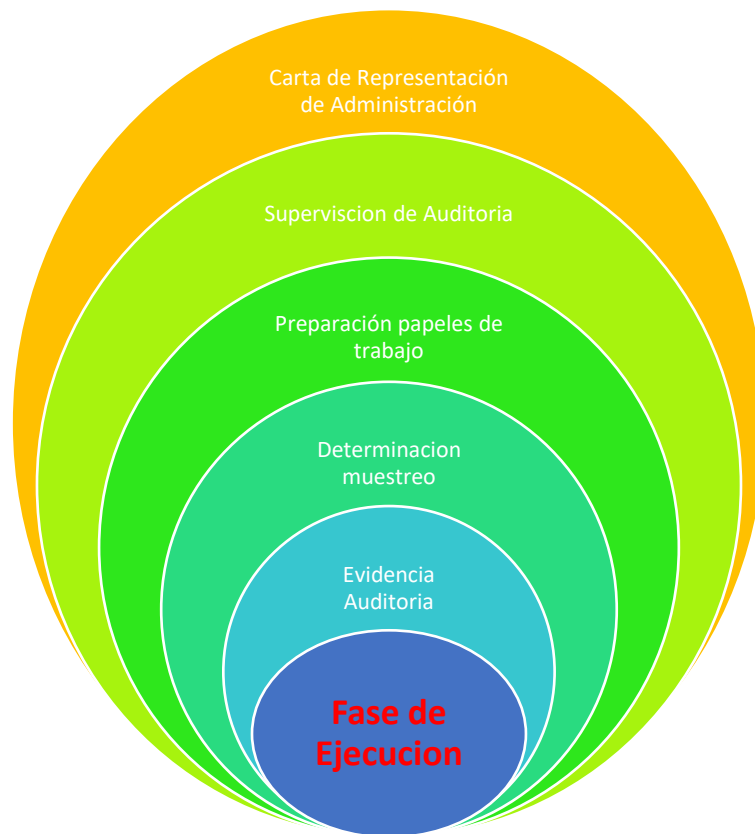 Carta de Representación
de Administración
Superviscion de Auditoria
Preparación papeles de
trabajo
Determinacion
muestreo
Evidencia
Auditoria
Fase de
Ejecucion